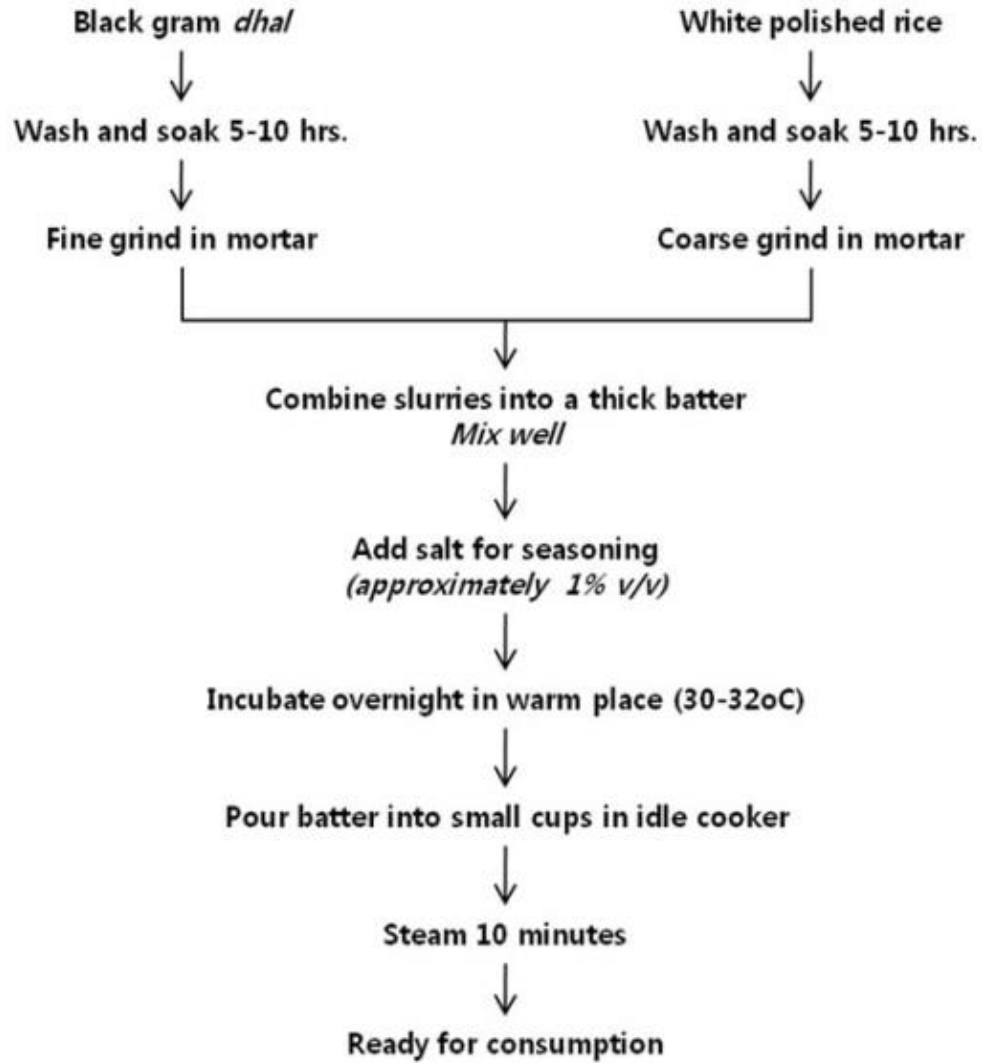 Black gram dhal
White polished rice
Wash and soak 5-10 hrs.
Wash and soak 5-10 hrs.
Fine grind in mortar
Coarse grind in mortar
Combine slurries into a thick batter
Mix well
Add salt for seasoning
(approximately 1% v/v)
Incubate overnight in warm place (30-32oC)
Pour batter into small cups in idle cooker
Steam 10 minutes
Ready for consumption